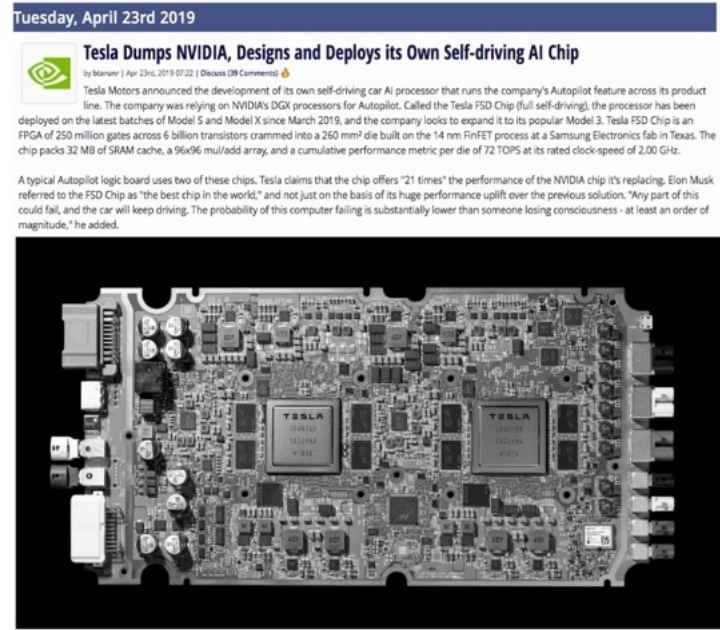 Tuesday, April 23rd 2019
Tesla Dumps NVIDIA, Designs and Deploys its Own Self-driving AI Chip
by btarunr | Apr 23rd, 2019 07:22 | Discuss (39 Comments)
Tesla Motors announced the development of its own self-driving car AI processor that runs the company's Autopilot feature across its product
line. The company was relying on NVIDIA's DGX processors for Autopilot. Called the Tesla FSD Chip (full self-driving), the processor has been
deployed on the latest batches of Model S and Model X since March 2019, and the company looks to expand it to its popular Model 3. Tesla FSD Chip is an
FPGA of 250 million gates across 6 billion transistors crammed into a 260 mm² die built on the 14 nm FinFET process at a Samsung Electronics fab in Texas. The
chip packs 32 MB of SRAM cache, a 96x96 mul/add array, and a cumulative performance metric per die of 72 TOPS at its rated clock-speed of 2.00 GHz.
A typical Autopilot logic board uses two of these chips. Tesla claims that the chip offers "21 times" the performance of the NVIDIA chip it's replacing. Elon Musk
referred to the FSD Chip as "the best chip in the world," and not just on the basis of its huge performance uplift over the previous solution. "Any part of this
could fail, and the car will keep driving. The probability of this computer failing is substantially lower than someone losing consciousness - at least an order of
magnitude," he added.
TESLA
TESLA